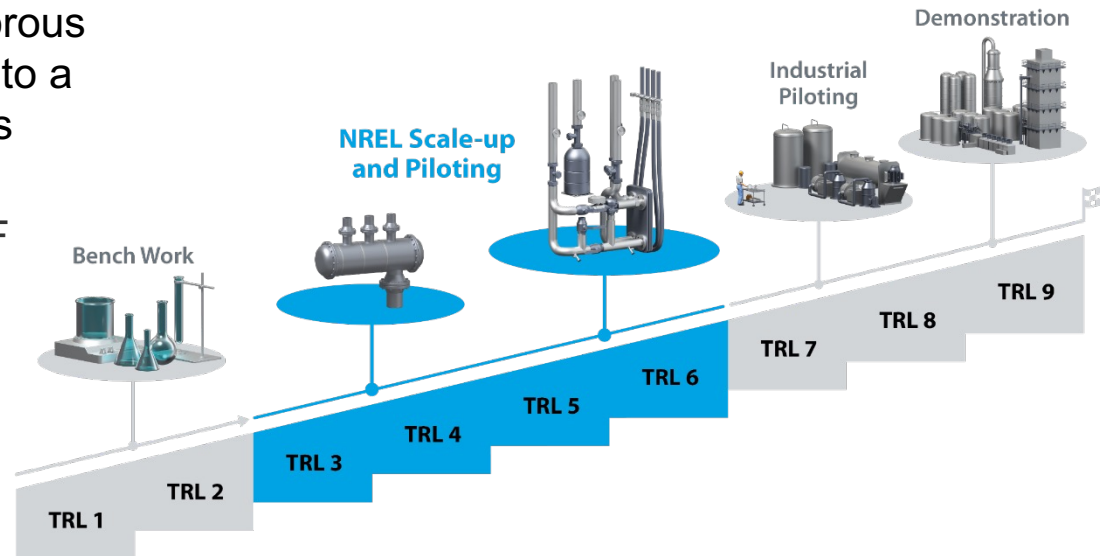 to a
Demonstration
Industrial
Piloting
NREL Scale-up
and Piloting
Bench Work
TRL 9
TRL 8
TRL 7
TRL 6
TRL 5
TRL 4
TRL 3
TRL 2
TRL 1